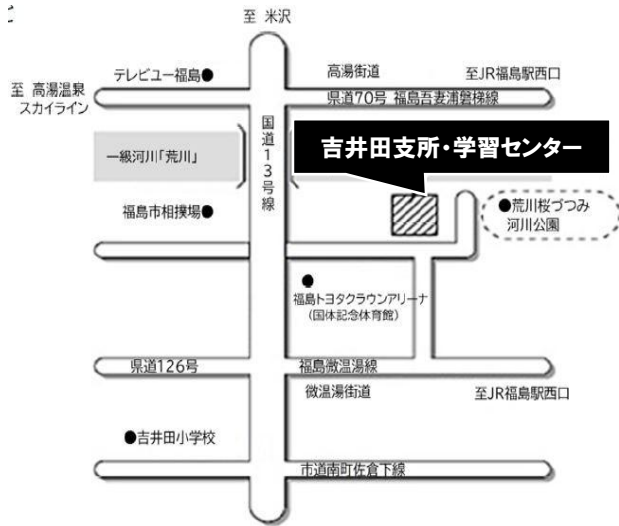 至 米沢
テレビユー福島●
高湯街道
至JR福島駅西口
至 高湯温泉
スカイライン
県道70号 福島吾妻浦磐梯線
国道13号線
一級河川「荒川」
吉井田支所・学習センター
福島市相撲場●
●荒川桜づつみ
河川公園
●
福島トヨタクラウンアリーナ
(国体記念体育館)
県道126号
福島微温湯線
微温湯街道
至JR福島駅西口
●吉井田小学校
市道南町佐倉下線